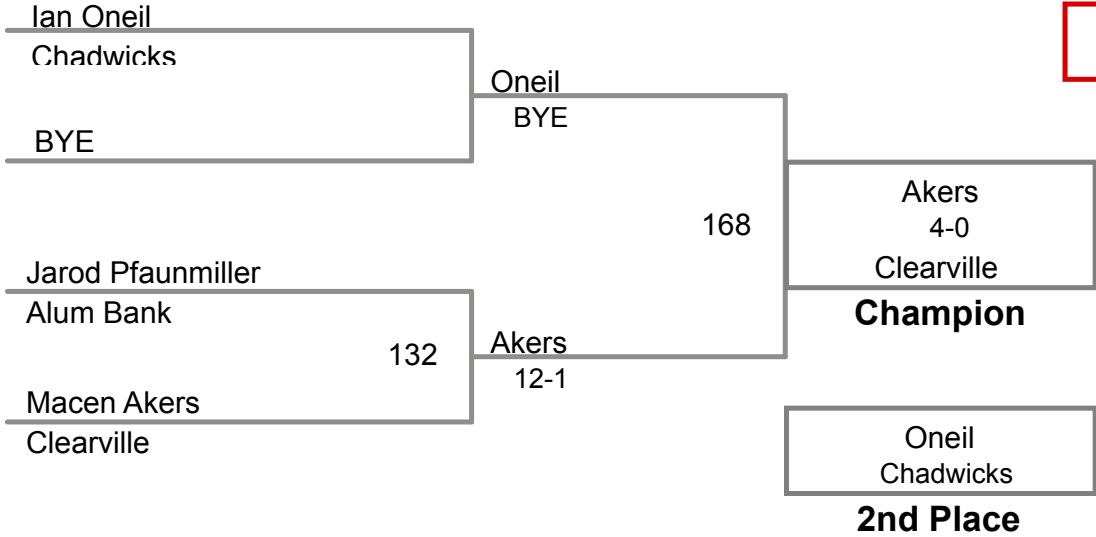 Ian Oneil
Chadwicks
Oneil
BYE
BYE
168
Akers
4-0
Clearville
Champion
Jarod Pfaunmiller
Alum Bank
132
Akers
12-1
Macen Akers
Clearville
Oneil
Chadwicks
2nd Place